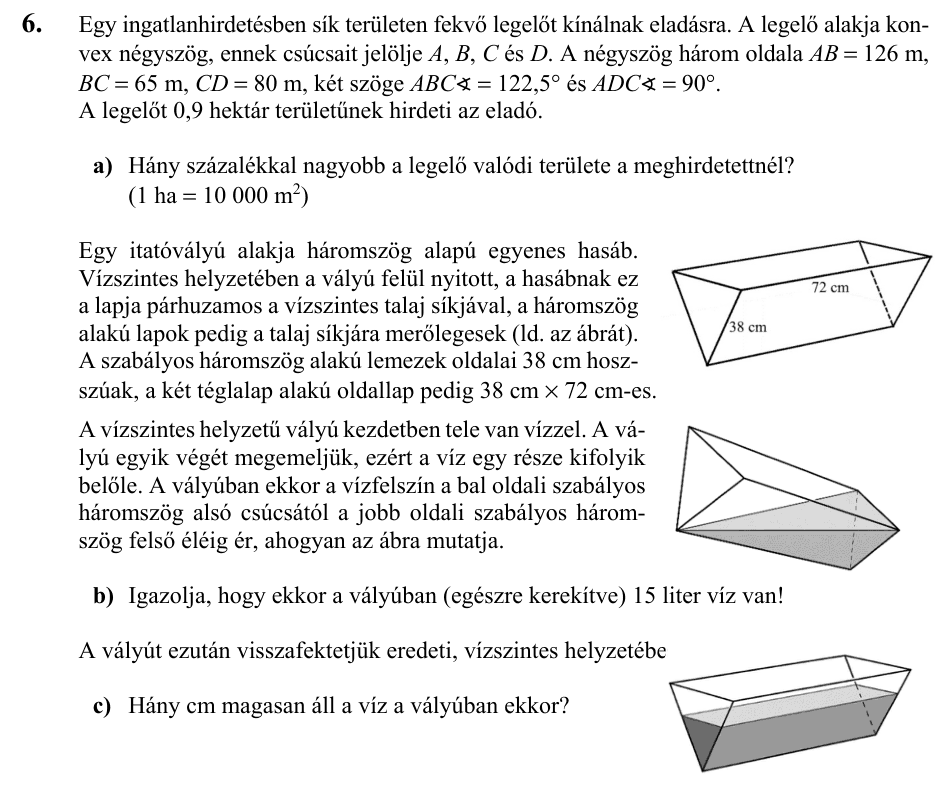 6. Egy ingatlanhirdetésben sík területen fekvő legelőt kínálnak eladásra. A legelő alakja kon-
vex négyszög, ennek csúcsait jelölje A, B, C és D. A négyszög három oldala AB = 126 m,
BC = 65 m, CD = 80 m, két szöge ABC∢ = 122,5° és ADC∢ = 90°.
A legelőt 0,9 hektár területűnek hirdeti az eladó.
a) Hány százalékkal nagyobb a legelő valódi területe a meghirdetettnél?
(1 ha = 10 000 m²)
Egy itatóvályú alakja háromszög alapú egyenes hasáb.
Vízszintes helyzetében a vályú felül nyitott, a hasábnak ez
a lapja párhuzamos a vízszintes talaj síkjával, a háromszög
alakú lapok pedig a talaj síkjára merőlegesek (ld. az ábrát).
A szabályos háromszög alakú lemezek oldalai 38 cm hosz-
szúak, a két téglalap alakú oldallap pedig 38 cm × 72 cm-es.
72 cm
38 cm
A vízszintes helyzetű vályú kezdetben tele van vízzel. A vá-
lyú egyik végét megemeljük, ezért a víz egy része kifolyik
belőle. A vályúban ekkor a vízfelszín a bal oldali szabályos
háromszög alsó csúcsától a jobb oldali szabályos három-
szög felső éléig ér, ahogyan az ábra mutatja.
b) Igazolja, hogy ekkor a vályúban (egészre kerekítve) 15 liter víz van!
A vályút ezután visszafektetjük eredeti, vízszintes helyzetébe
c) Hány cm magasan áll a víz a vályúban ekkor?